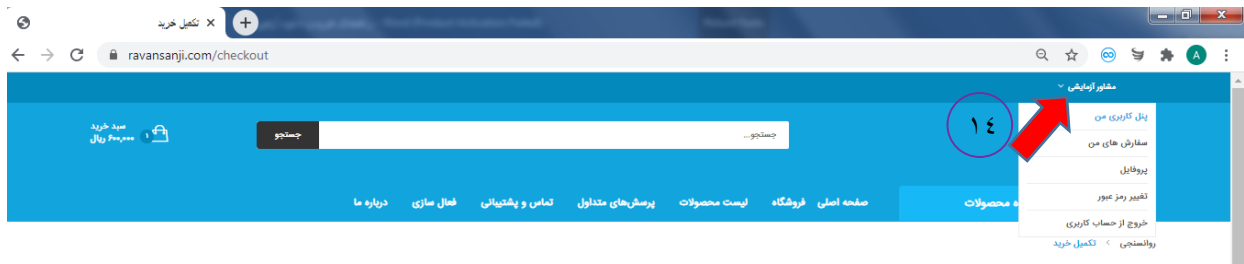 تکمیل خرید
ravansanji.com/checkout
A
مشاور آزمایشی
پنل کاربری من
سفارش های من
پروفایل
تغییر رمز عبور
خروج از حساب کاربری
١٤
جستجو...
جستجو
سبد خرید
۱
۶۰۰,۰۰۰ ریال
ه محصولات
صفحه اصلی
فروشگاه
لیست محصولات
پرسش‌های متداول
تماس و پشتیبانی
فعال سازی
درباره ما
روانسنجی > تکمیل خرید